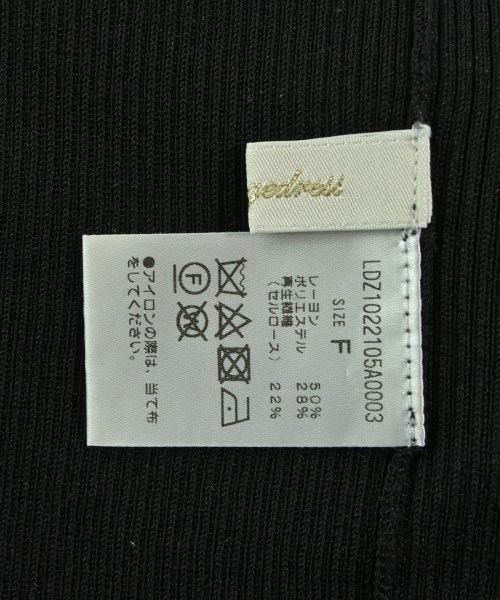 gedress
LDZ1022105A0003
SIZE F
レーヨン 50%
ポリエステル 28%
再生繊維 22%
(セルロース)
F
●アイロンの際は、当て布
をしてください。